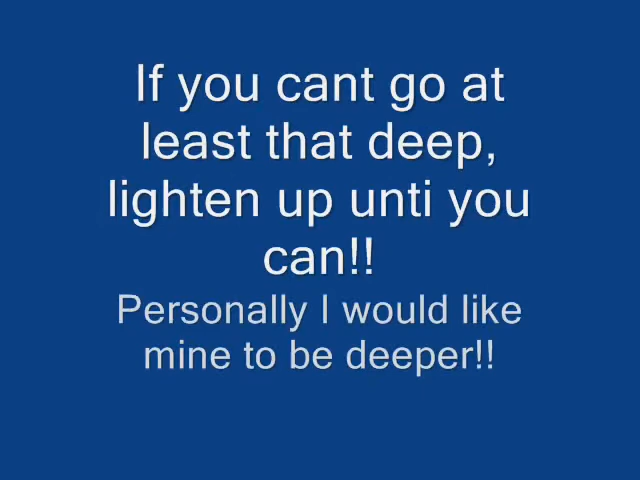 If you cant go at
least that deep,
lighten up unti you
can!!
Personally I would like
mine to be deeper!!